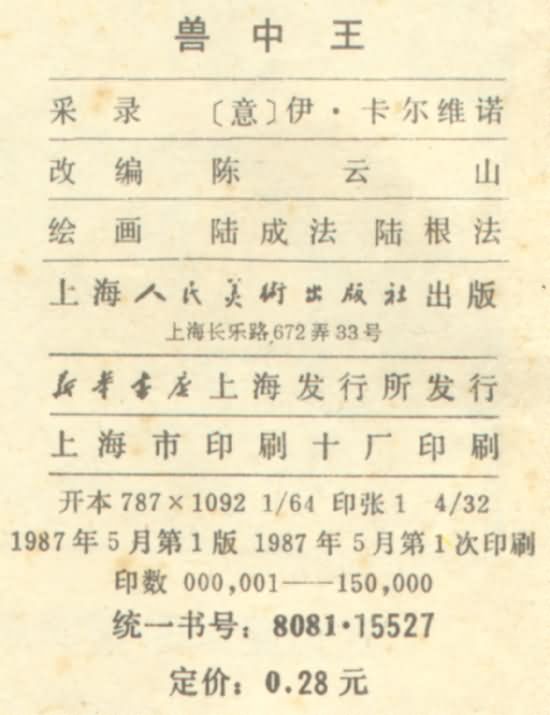 兽中王
采录 〔意〕伊·卡尔维诺
改编 陈云山
绘画 陆成法 陆根法
上海人民美術出版社出版
上海长乐路672弄33号
新华书店上海发行所发行
上海市印刷十厂印刷
开本787×1092 1/64 印张1 4/32
1987年5月第1版 1987年5月第1次印刷
印数 000,001——150,000
统一书号：8081·15527
定价：0.28元